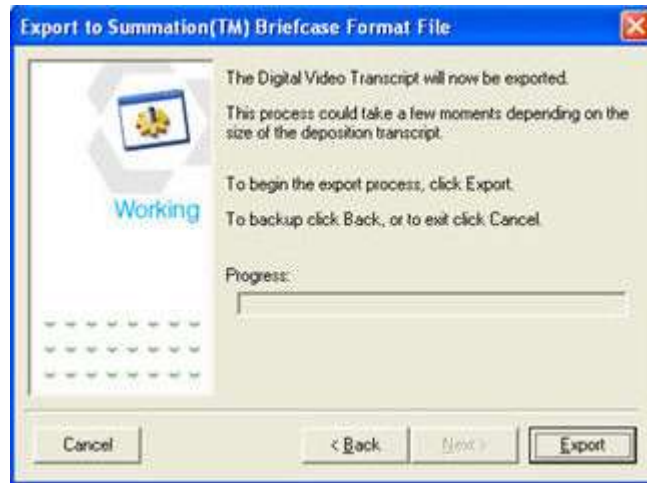 Export to Summation(TM) Briefcase Format File
The Digital Video Transcript will now be exported.
This process could take a few moments depending on the
size of the deposition transcript.
To begin the export process, click Export.
Working
To backup click Back, or to exit click Cancel.
Progress:
Cancel
< Back
Next >
Export